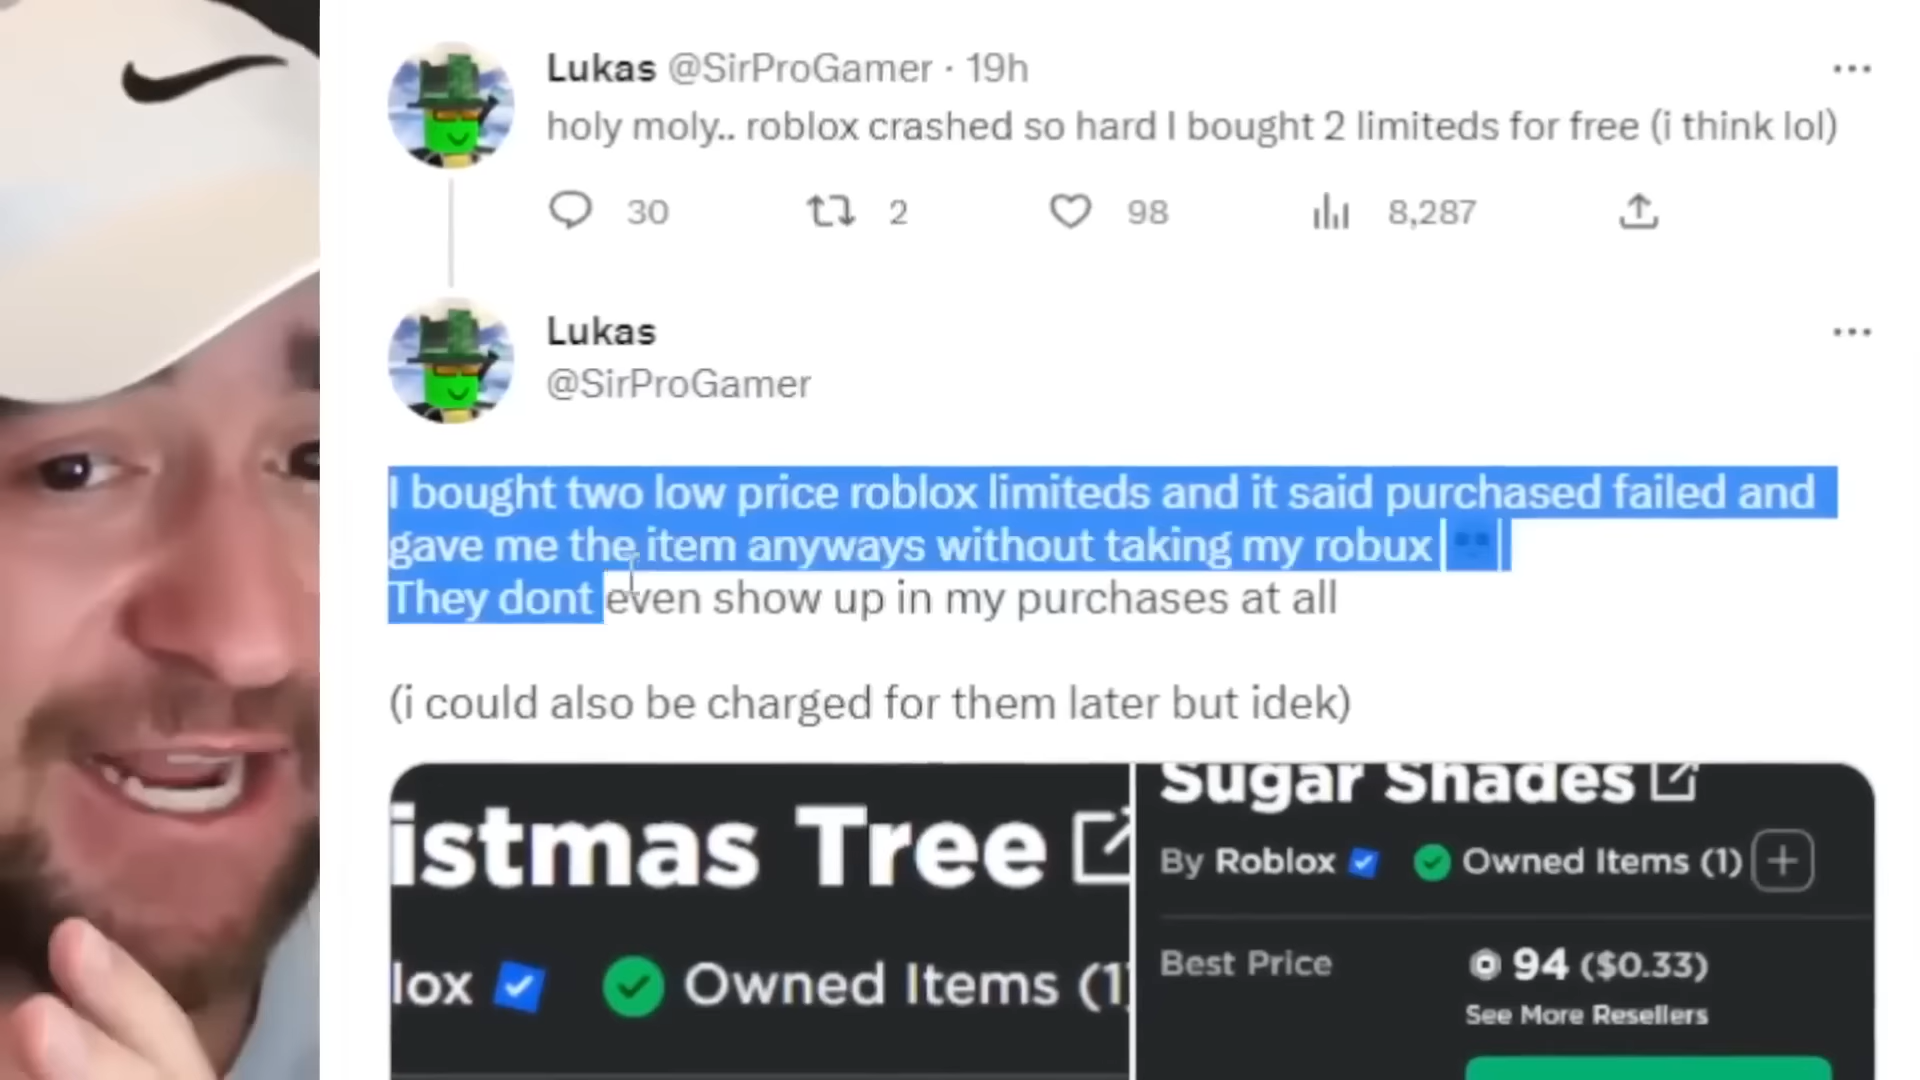 Lukas @SirProGamer · 19h
holy moly.. roblox crashed so hard I bought 2 limiteds for free (i think lol)
30 2 98 8,287
Lukas
@SirProGamer
I bought two low price roblox limiteds and it said purchased failed and
gave me the item anyways without taking my robux
They dont even show up in my purchases at all
(i could also be charged for them later but idek)
istmas Tree
lox Owned Items (1)
Sugar Shades
By Roblox Owned Items (1)
Best Price 94 ($0.33)
See More Resellers